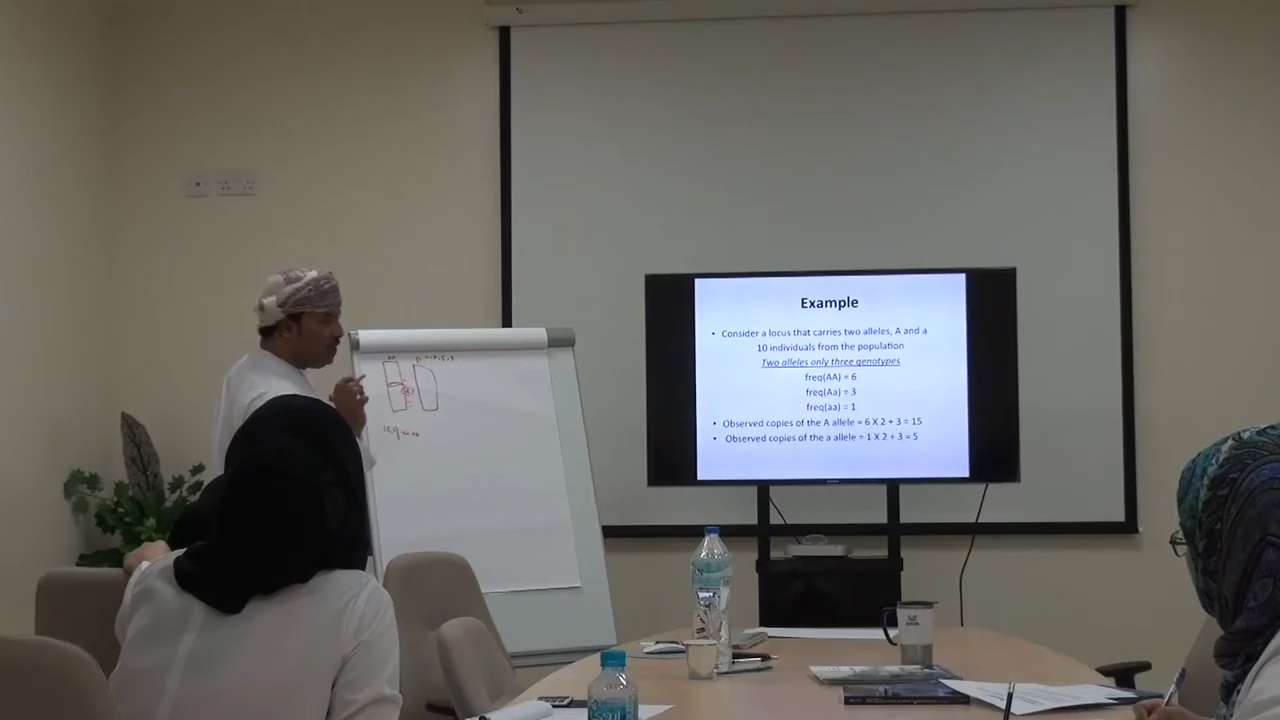 Example
• Consider a locus that carries two alleles, A and a
10 individuals from the population
Two alleles only three genotypes
freq(AA) = 6
freq(Aa) = 3
freq(aa) = 1
• Observed copies of the A allele = 6 X 2 + 3 = 15
• Observed copies of the a allele = 1 X 2 + 3 = 5